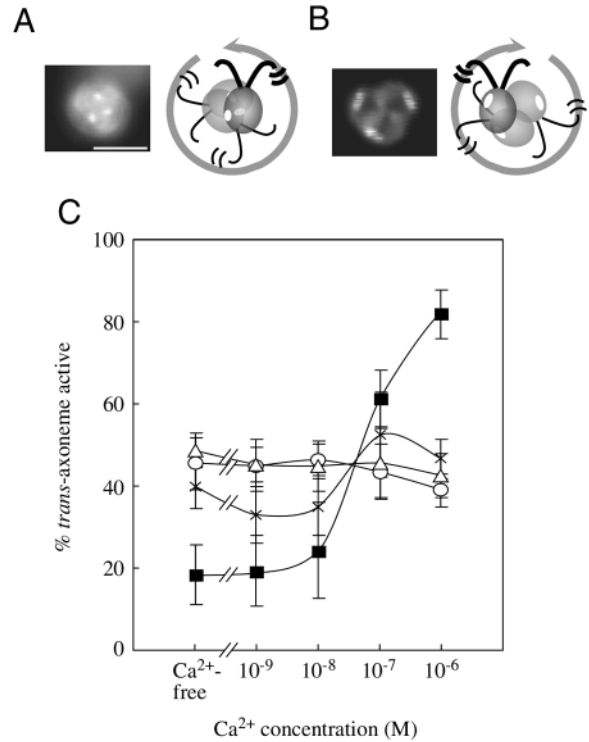 A
B
C
100
80
60
40
20
0
% trans-axoneme active
Ca²⁺-
free
10⁻⁹
10⁻⁸
10⁻⁷
10⁻⁶
Ca²⁺ concentration (M)